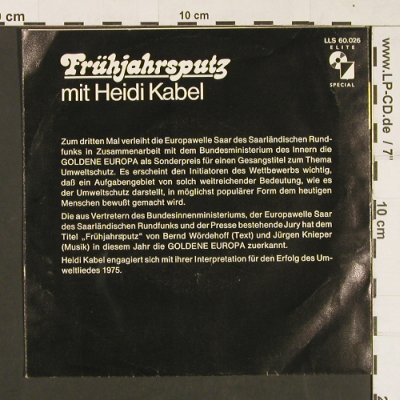 0 cm
10 cm
LLS 60.026
ELITE
SPECIAL
Frühjahrsputz
mit Heidi Kabel
Zum dritten Mal verleiht die Europawelle Saar des Saarländischen Rund-
funks in Zusammenarbeit mit dem Bundesministerium des Innern die
GOLDENE EUROPA als Sonderpreis für einen Gesangstitel zum Thema
Umweltschutz. Es erscheint den Initiatoren des Wettbewerbs wichtig,
daß ein Aufgabengebiet von solch weitreichender Bedeutung, wie es
der Umweltschutz darstellt, in möglichst populärer Form dem heutigen
Menschen bewußt gemacht wird.
Die aus Vertretern des Bundesinnenministeriums, der Europawelle Saar
des Saarländischen Rundfunks und der Presse bestehende Jury hat dem
Titel „Frühjahrsputz" von Bernd Wördehoff (Text) und Jürgen Knieper
(Musik) in diesem Jahr die GOLDENE EUROPA zuerkannt.
Heidi Kabel engagiert sich mit ihrer Interpretation für den Erfolg des Um-
weltliedes 1975.
www.LP-CD.de / 7"
10 cm